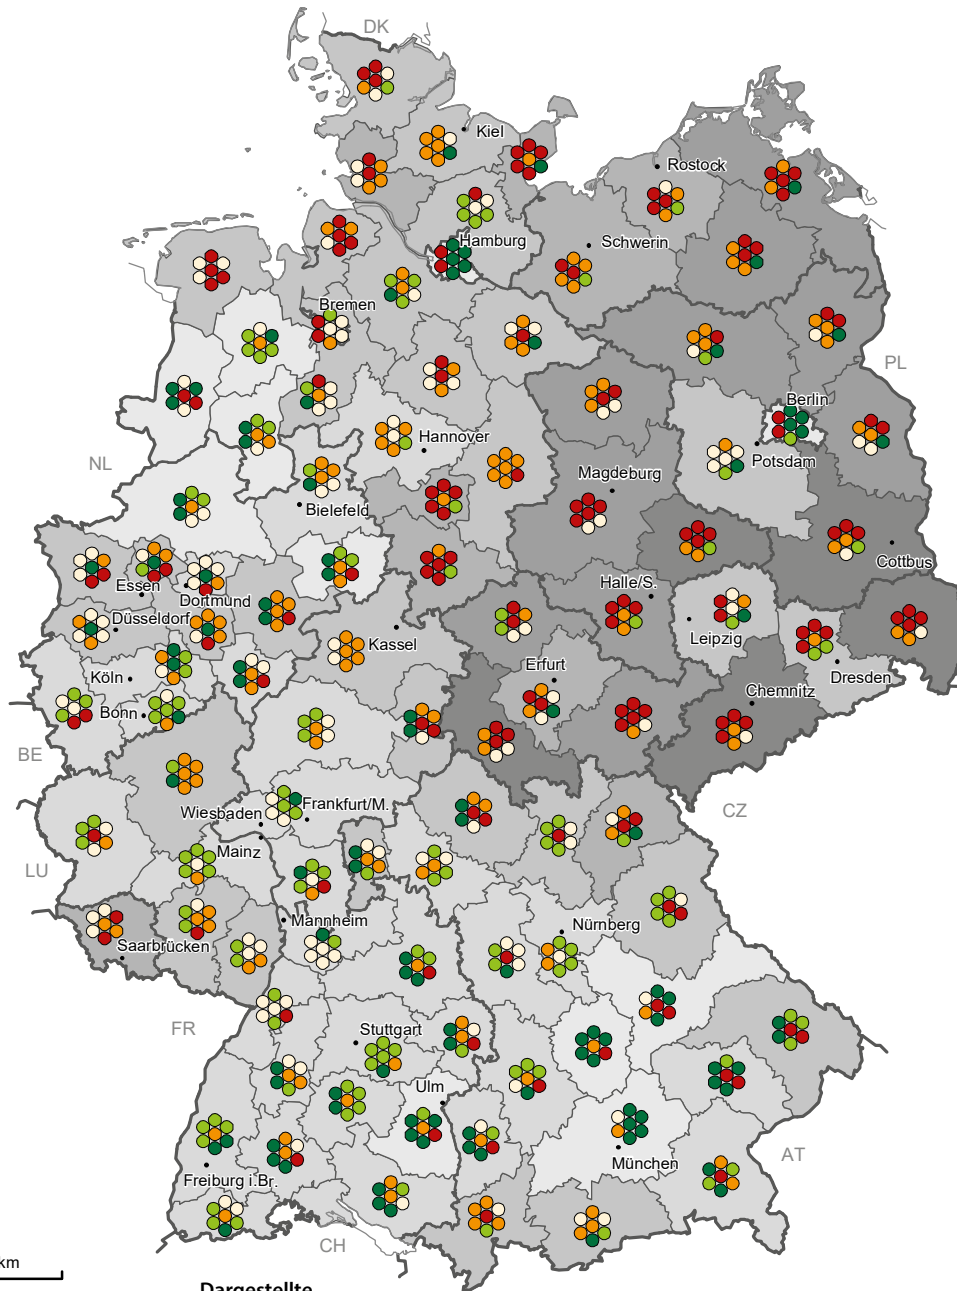 DK
Kiel
Rostock
Hamburg
Schwerin
Bremen
PL
Berlin
Hannover
Potsdam
NL
Magdeburg
Bielefeld
Cottbus
Essen
Halle/S.
Dortmund
Düsseldorf
Leipzig
Kassel
Erfurt
Köln
Dresden
Chemnitz
Bonn
BE
Wiesbaden
Frankfurt/M.
CZ
Mainz
LU
Mannheim
Nürnberg
Saarbrücken
FR
Stuttgart
Ulm
AT
München
Freiburg i.Br.
CH
km
Dargestellte